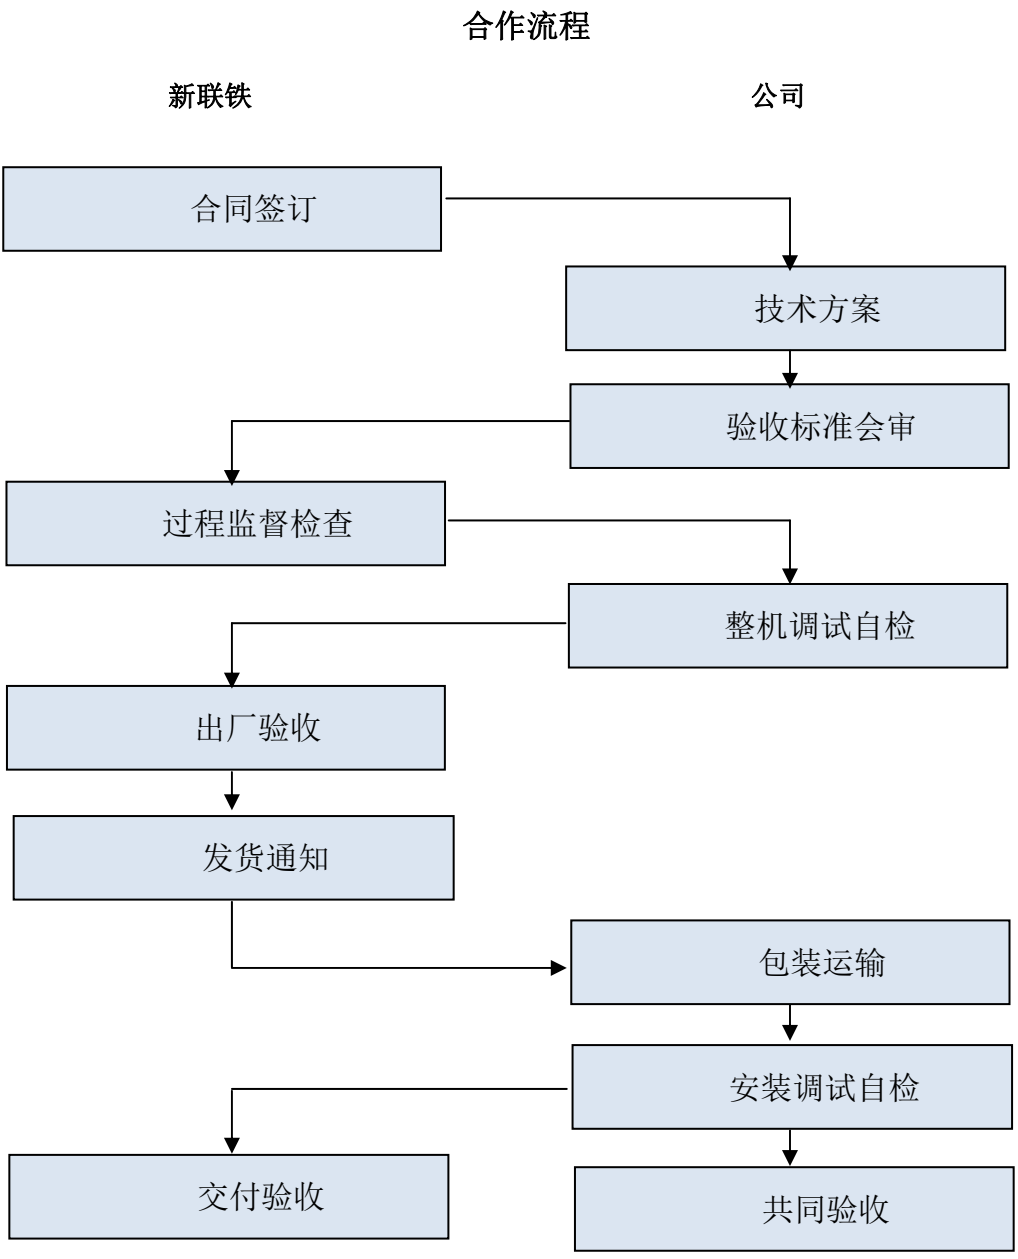 合作流程
新联铁
公司
合同签订
技术方案
验收标准会审
过程监督检查
整机调试自检
出厂验收
发货通知
包装运输
安装调试自检
交付验收
共同验收